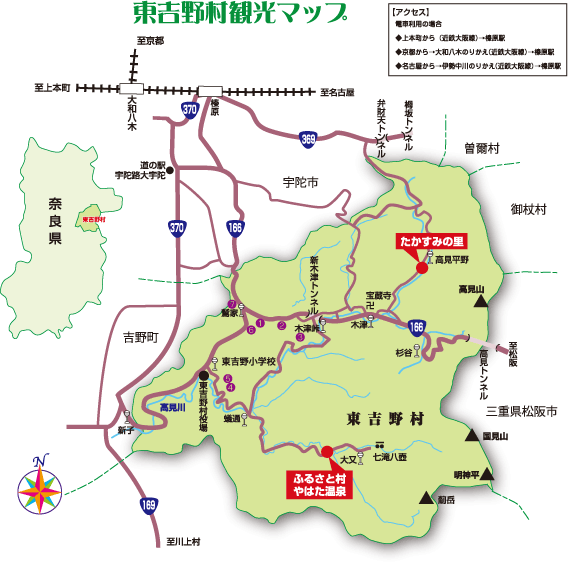 東吉野村観光マップ
【アクセス】
電車利用の場合
◆上本町から（近鉄大阪線）→榛原駅
◆京都から→大和八木のりかえ（近鉄大阪線）→榛原駅
◆名古屋から→伊勢中川のりかえ（近鉄大阪線）→榛原駅
至京都
至上本町
至名古屋
大和八木
榛原
370
369
弁財天トンネル
栂坂トンネル
曽爾村
道の駅
宇陀路大宇陀
宇陀市
御杖村
奈良県
東吉野村
370
166
たかすみの里
高見平野
新木津トンネル
宝蔵寺
卍
高見山
7
鷲家
6
1
2
3
木津峠
木津
166
吉野町
杉谷
高見トンネル
至松阪
東吉野小学校
5
4
東吉野村役場
高見川
蟻通
新子
東吉野村
三重県松阪市
国見山
七滝八壺
大又
ふるさと村
やはた温泉
明神平
N
169
至川上村